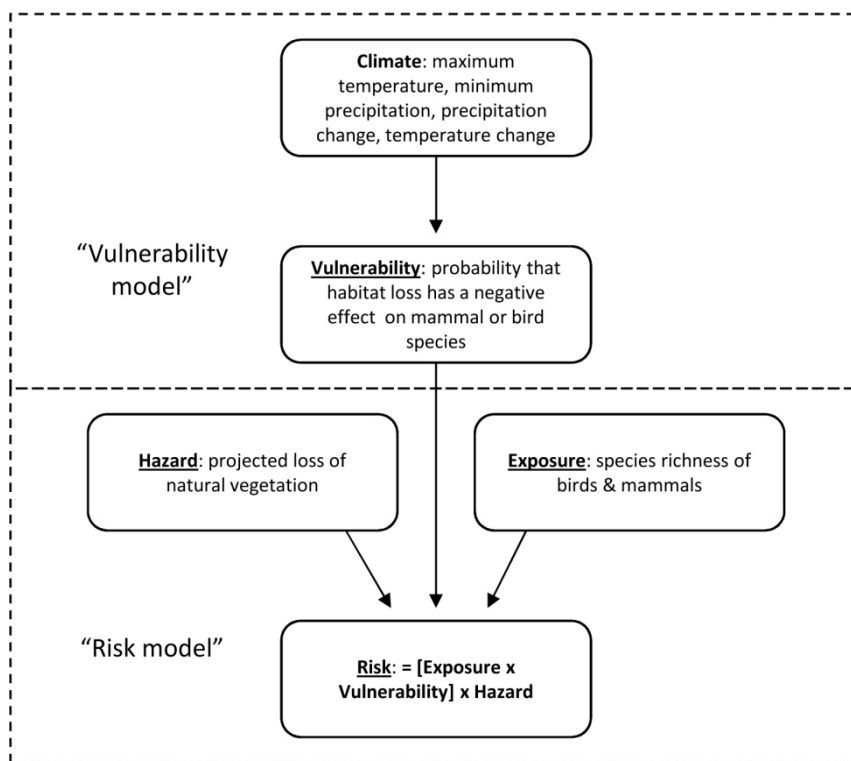 Climate: maximum
temperature, minimum
precipitation, precipitation
change, temperature change
“Vulnerability
model”
Vulnerability: probability that
habitat loss has a negative
effect on mammal or bird
species
Hazard: projected loss of
natural vegetation
Exposure: species richness of
birds & mammals
“Risk model”
Risk: = [Exposure x
Vulnerability] x Hazard